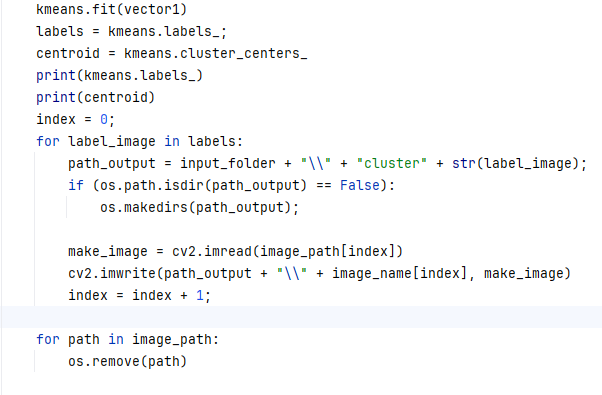 kmeans.fit(vector1)
labels = kmeans.labels_;
centroid = kmeans.cluster_centers_
print(kmeans.labels_)
print(centroid)
index = 0;
for label_image in labels:
    path_output = input_folder + "\\" + "cluster" + str(label_image);
    if (os.path.isdir(path_output) == False):
        os.makedirs(path_output);

    make_image = cv2.imread(image_path[index])
    cv2.imwrite(path_output + "\\" + image_name[index], make_image)
    index = index + 1;

for path in image_path:
    os.remove(path)